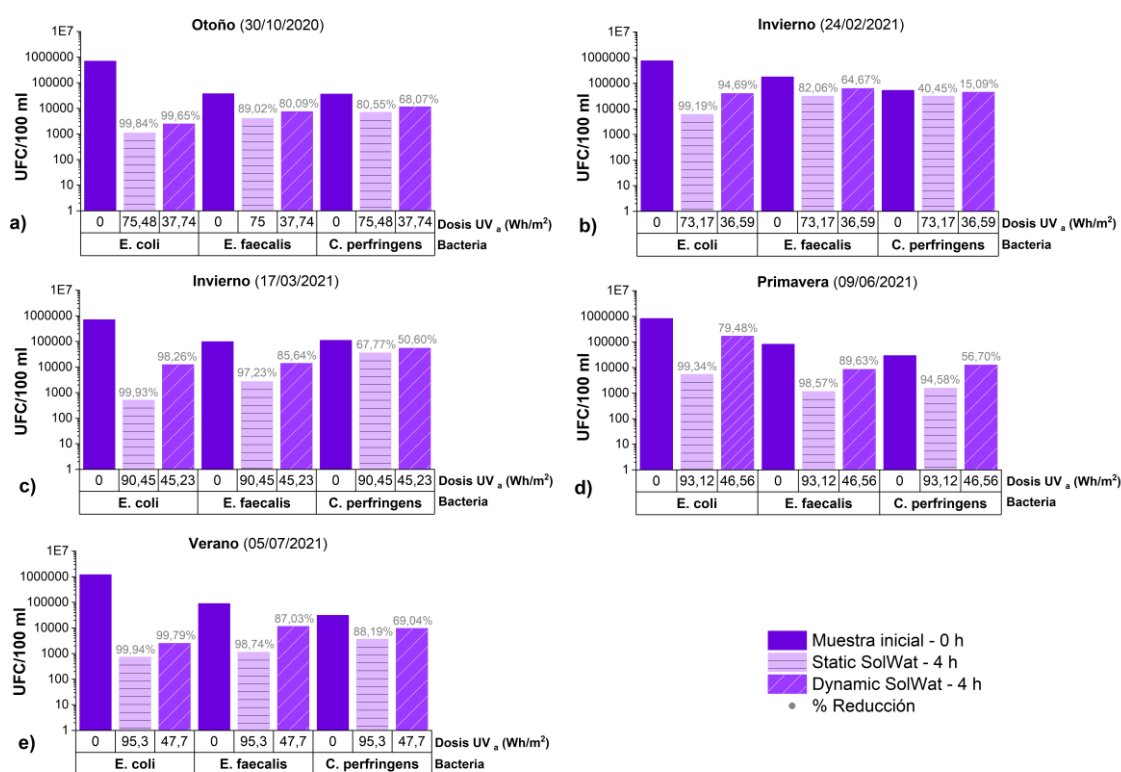 Otoño (30/10/2020)
a)
UFC/100 ml
1E7
1000000
100000
10000
1000
100
10
1
99,84%
99,65%
89,02%
80,09%
80,55%
68,07%
0 75,48 37,74 0 75 37,74 0 75,48 37,74 Dosis UV a (Wh/m²)
E. coli E. faecalis C. perfringens Bacteria
Invierno (24/02/2021)
b)
UFC/100 ml
1E7
1000000
100000
10000
1000
100
10
1
99,19%
94,69%
82,06%
64,67%
40,45%
15,09%
0 73,17 36,59 0 73,17 36,59 0 73,17 36,59 Dosis UV a (Wh/m²)
E. coli E. faecalis C. perfringens Bacteria
Invierno (17/03/2021)
c)
UFC/100 ml
1E7
1000000
100000
10000
1000
100
10
1
99,93%
98,26%
97,23%
85,64%
67,77%
50,60%
0 90,45 45,23 0 90,45 45,23 0 90,45 45,23 Dosis UV a (Wh/m²)
E. coli E. faecalis C. perfringens Bacteria
Primavera (09/06/2021)
d)
UFC/100 ml
1E7
1000000
100000
10000
1000
100
10
1
99,34%
79,48%
98,57%
89,63%
94,58%
56,70%
0 93,12 46,56 0 93,12 46,56 0 93,12 46,56 Dosis UV a (Wh/m²)
E. coli E. faecalis C. perfringens Bacteria
Verano (05/07/2021)
e)
UFC/100 ml
1E7
1000000
100000
10000
1000
100
10
1
99,94%
99,79%
98,74%
87,03%
88,19%
69,04%
0 95,3 47,7 0 95,3 47,7 0 95,3 47,7 Dosis UV a (Wh/m²)
E. coli E. faecalis C. perfringens Bacteria
Muestra inicial - 0 h
Static SolWat - 4 h
Dynamic SolWat - 4 h
% Reducción